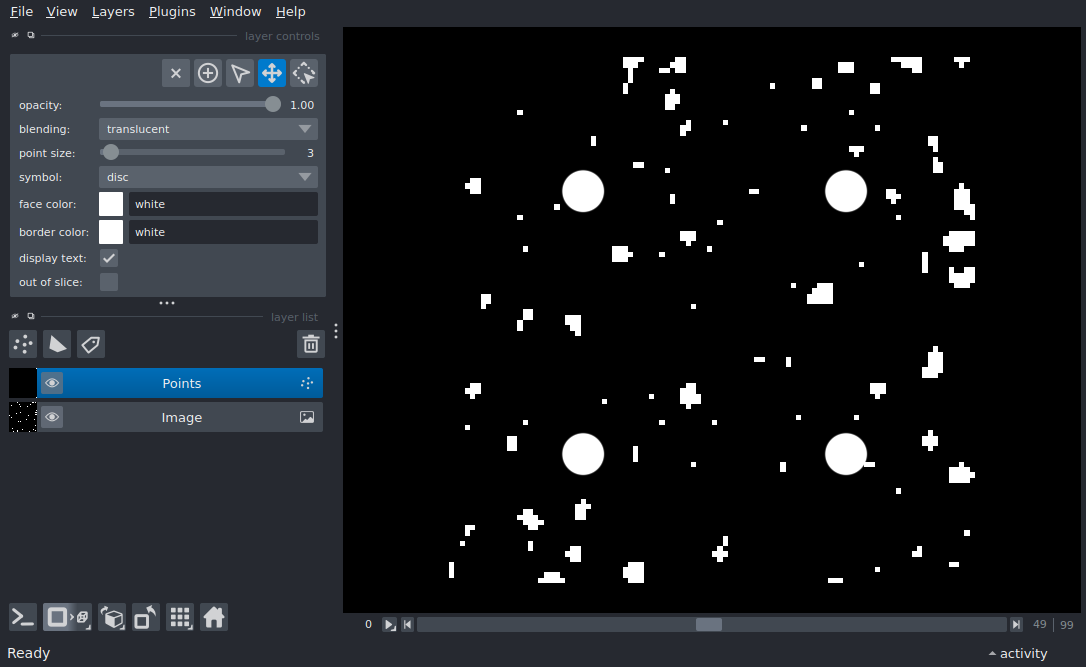 File View Layers Plugins Window Help
layer controls
opacity: 1.00
blending: translucent
point size: 3
symbol: disc
face color: white
border color: white
display text:
out of slice:
layer list
Points
Image
0 49 99
Ready activity